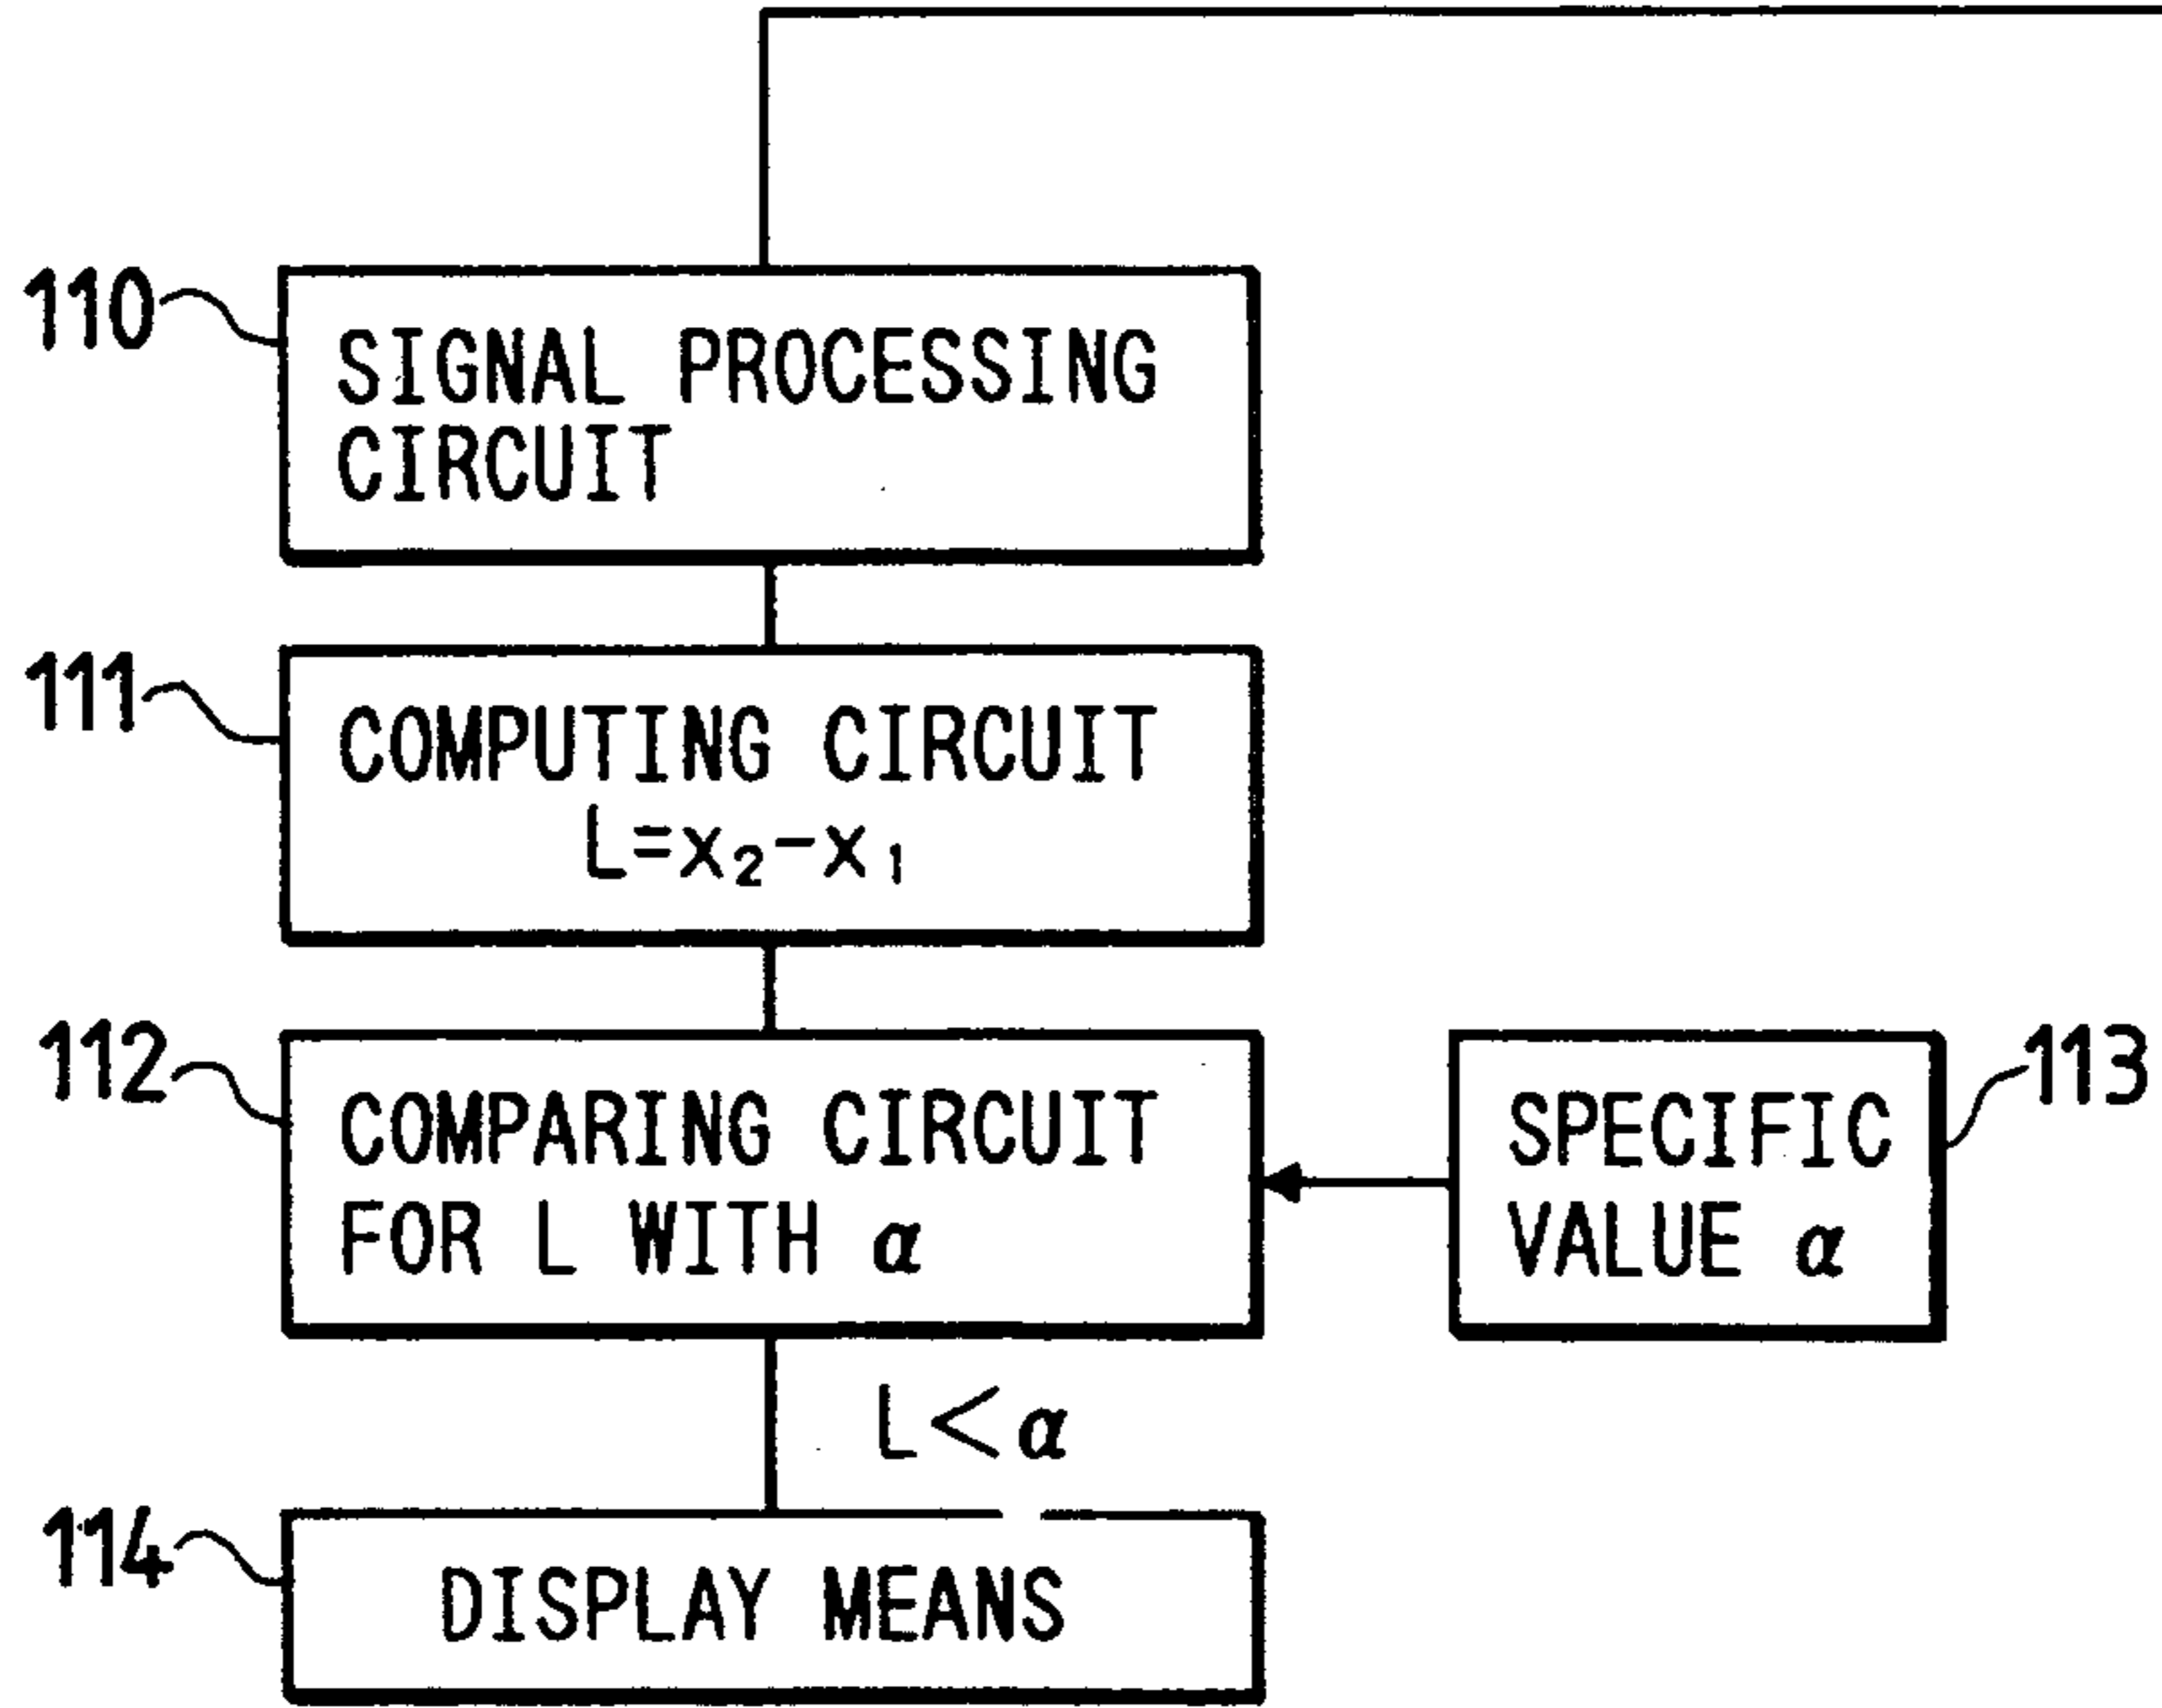 110
SIGNAL PROCESSING
CIRCUIT
111
COMPUTING CIRCUIT
L=x₂-x₁
112
COMPARING CIRCUIT
FOR L WITH α
113
SPECIFIC
VALUE α
L<α
114
DISPLAY MEANS